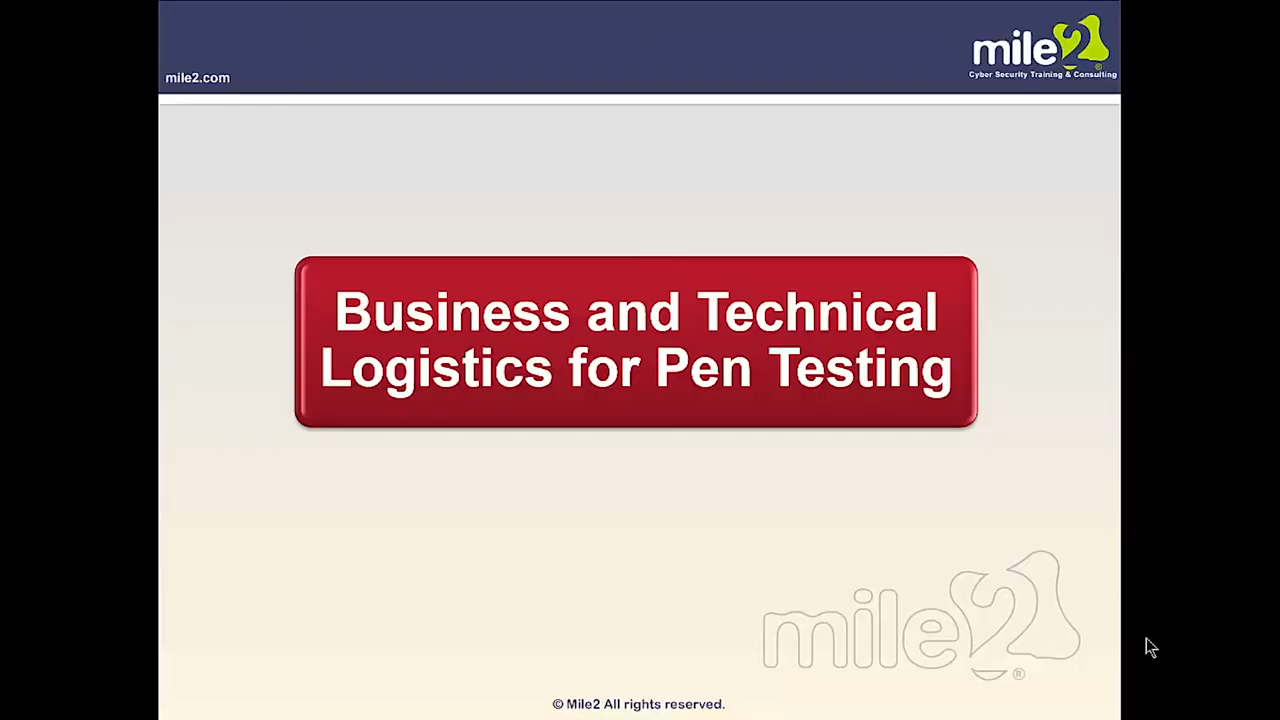 mile2.com
mile2®
Cyber Security Training & Consulting
Business and Technical
Logistics for Pen Testing
mile2®
© Mile2 All rights reserved.